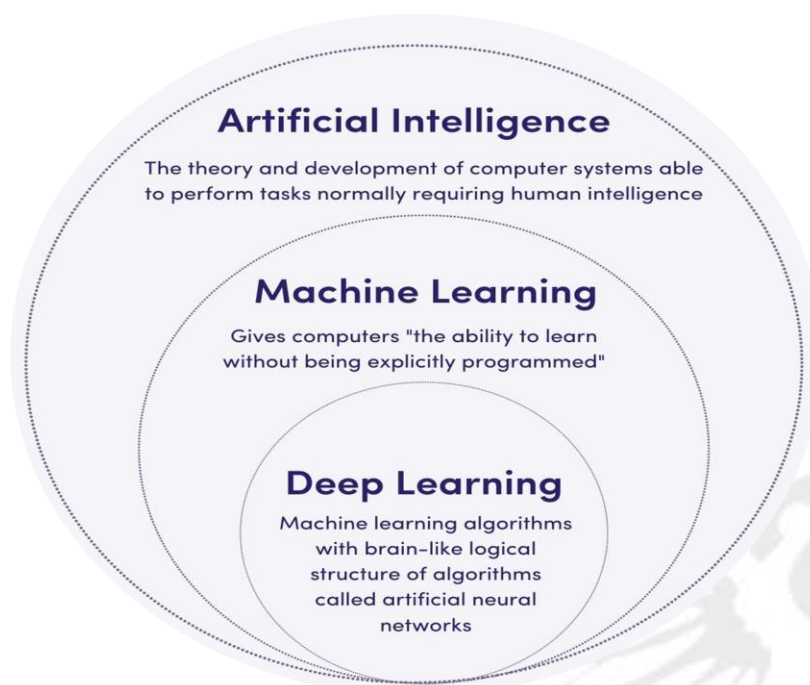 Artificial Intelligence
The theory and development of computer systems able
to perform tasks normally requiring human intelligence
Machine Learning
Gives computers "the ability to learn
without being explicitly programmed"
Deep Learning
Machine learning algorithms
with brain-like logical
structure of algorithms
called artificial neural
networks